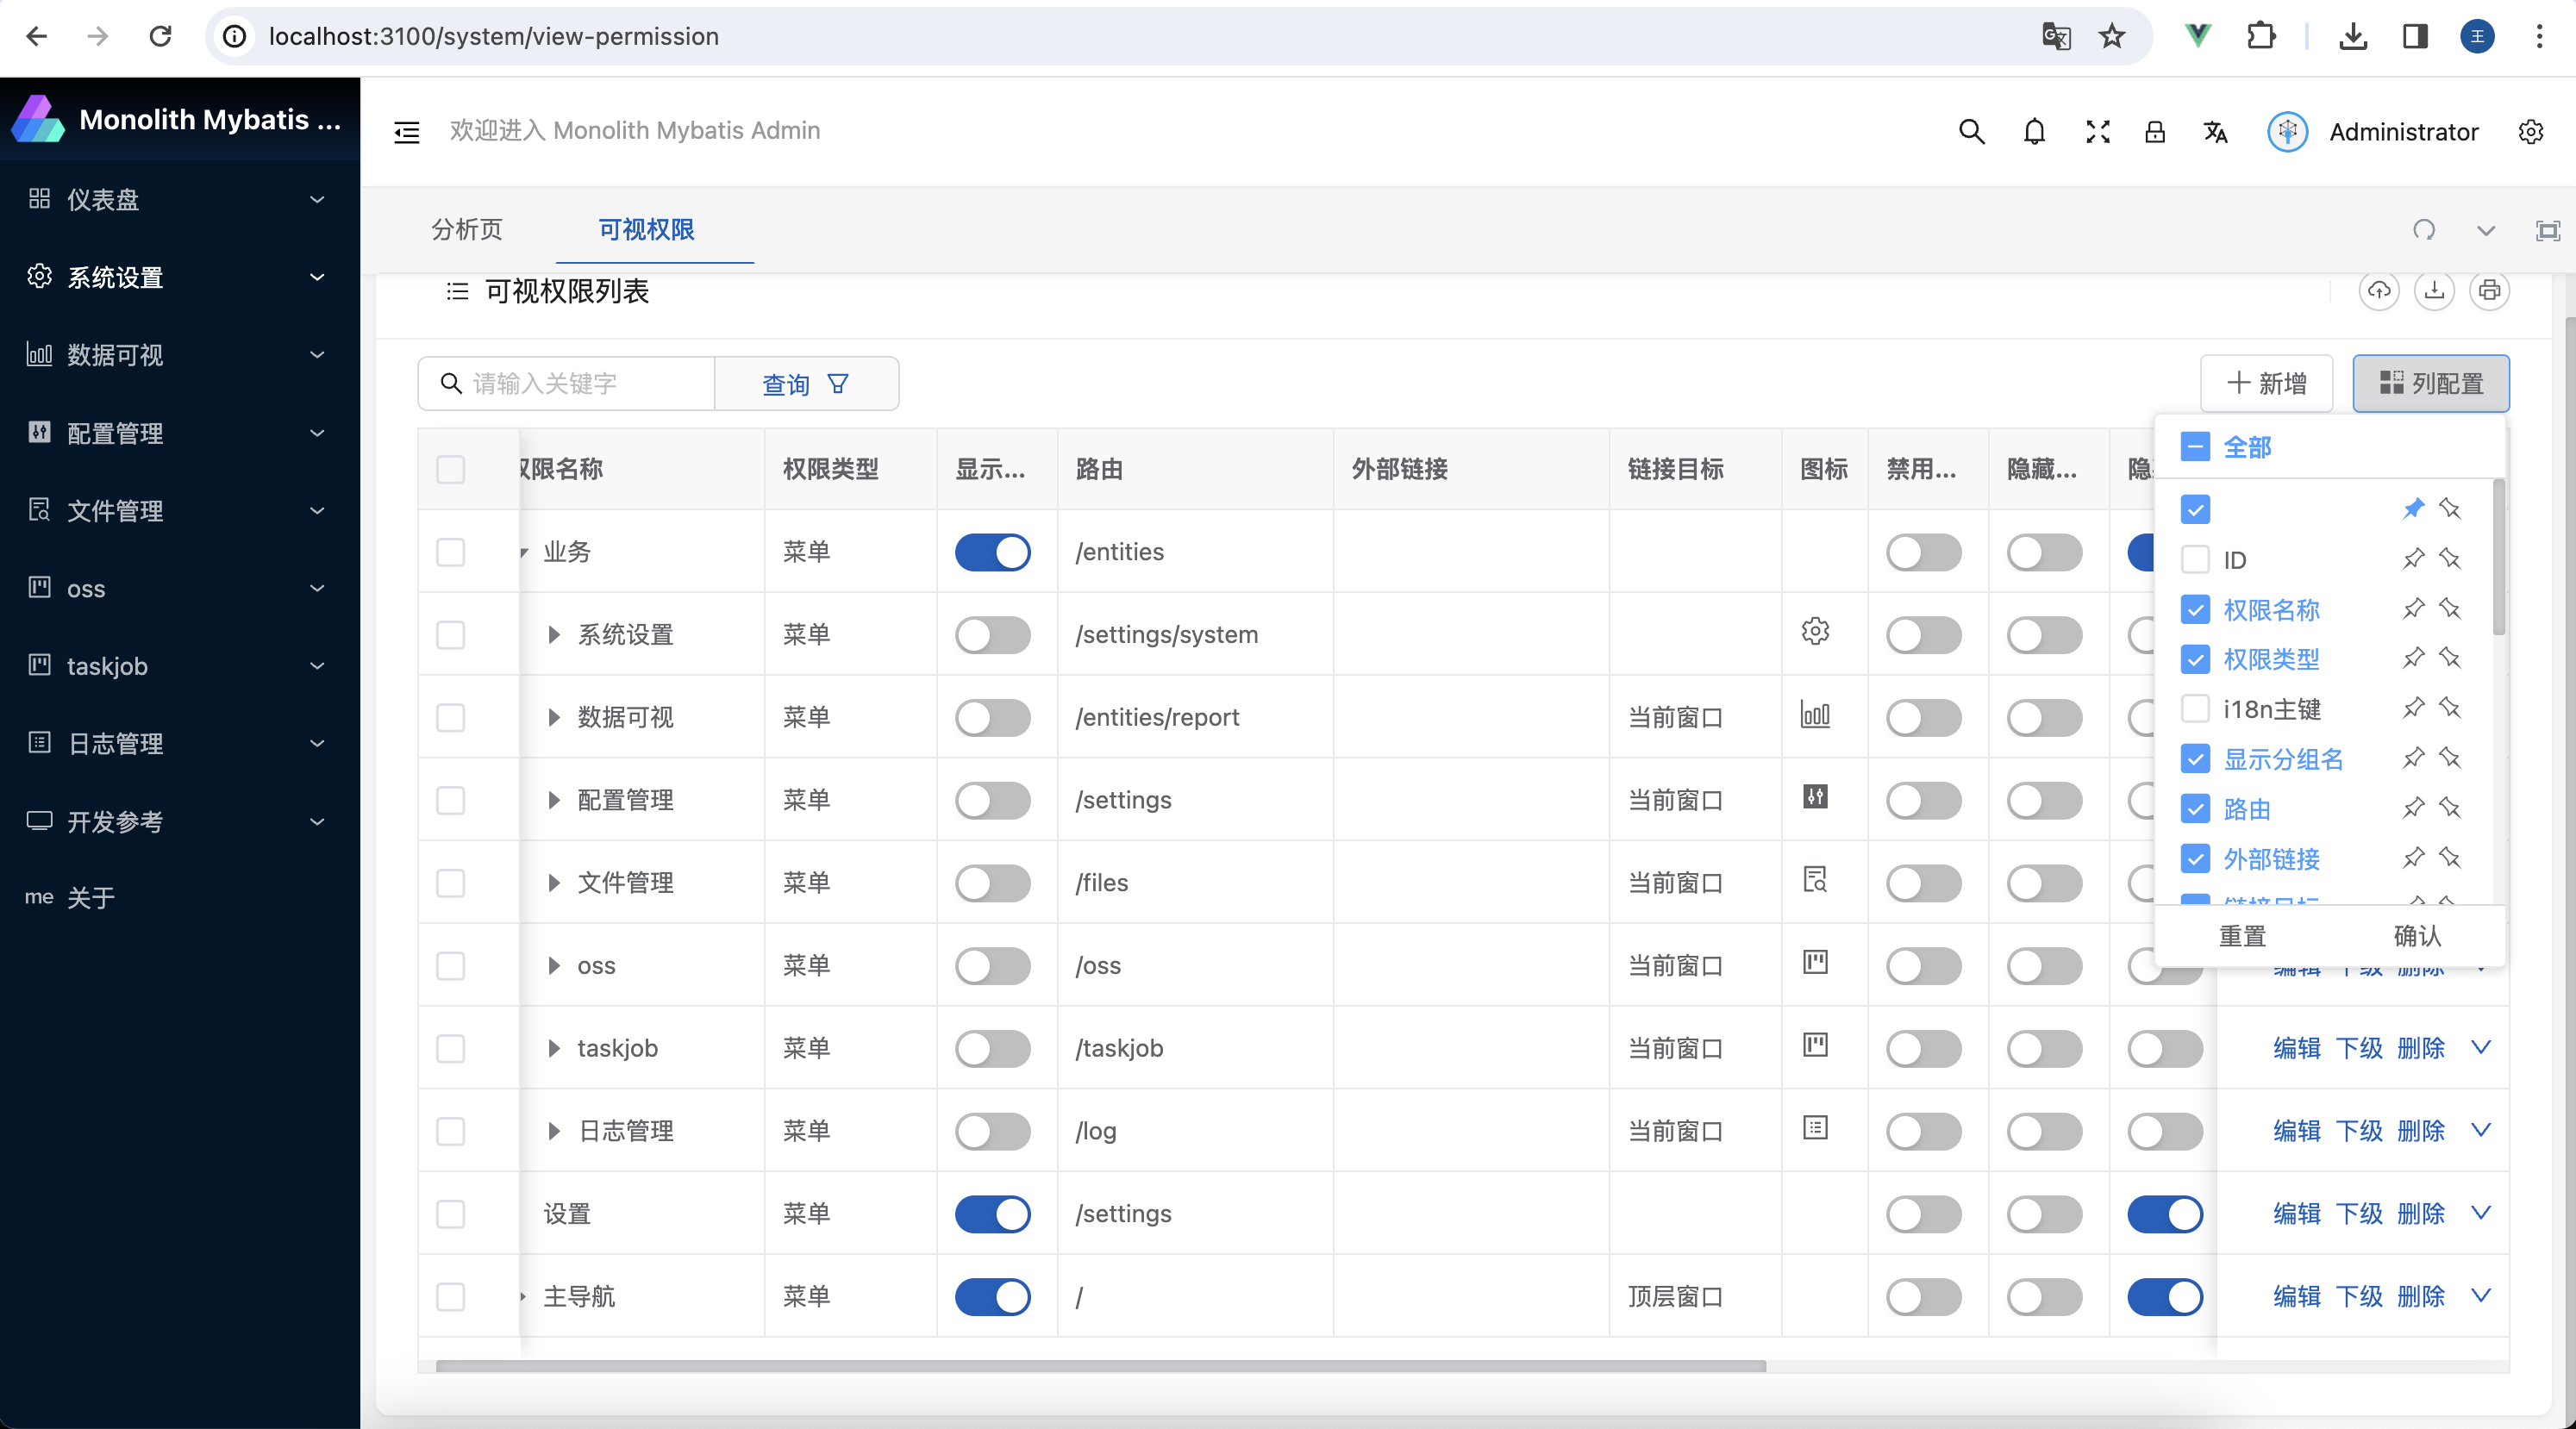 localhost:3100/system/view-permission
王
Monolith Mybatis ...
欢迎进入 Monolith Mybatis Admin
Administrator
仪表盘
系统设置
数据可视
配置管理
文件管理
oss
taskjob
日志管理
开发参考
me 关于
分析页 可视权限
可视权限列表
请输入关键字 查询
新增 列配置
权限名称 权限类型 显示... 路由 外部链接 链接目标 图标 禁用... 隐藏...
业务 菜单 /entities
系统设置 菜单 /settings/system
数据可视 菜单 /entities/report 当前窗口
配置管理 菜单 /settings 当前窗口
文件管理 菜单 /files 当前窗口
oss 菜单 /oss 当前窗口 编辑 下级 删除
taskjob 菜单 /taskjob 当前窗口 编辑 下级 删除
日志管理 菜单 /log 当前窗口 编辑 下级 删除
设置 菜单 /settings 编辑 下级 删除
主导航 菜单 / 顶层窗口 编辑 下级 删除
全部
ID
权限名称
权限类型
i18n主键
显示分组名
路由
外部链接
链接目标
重置 确认